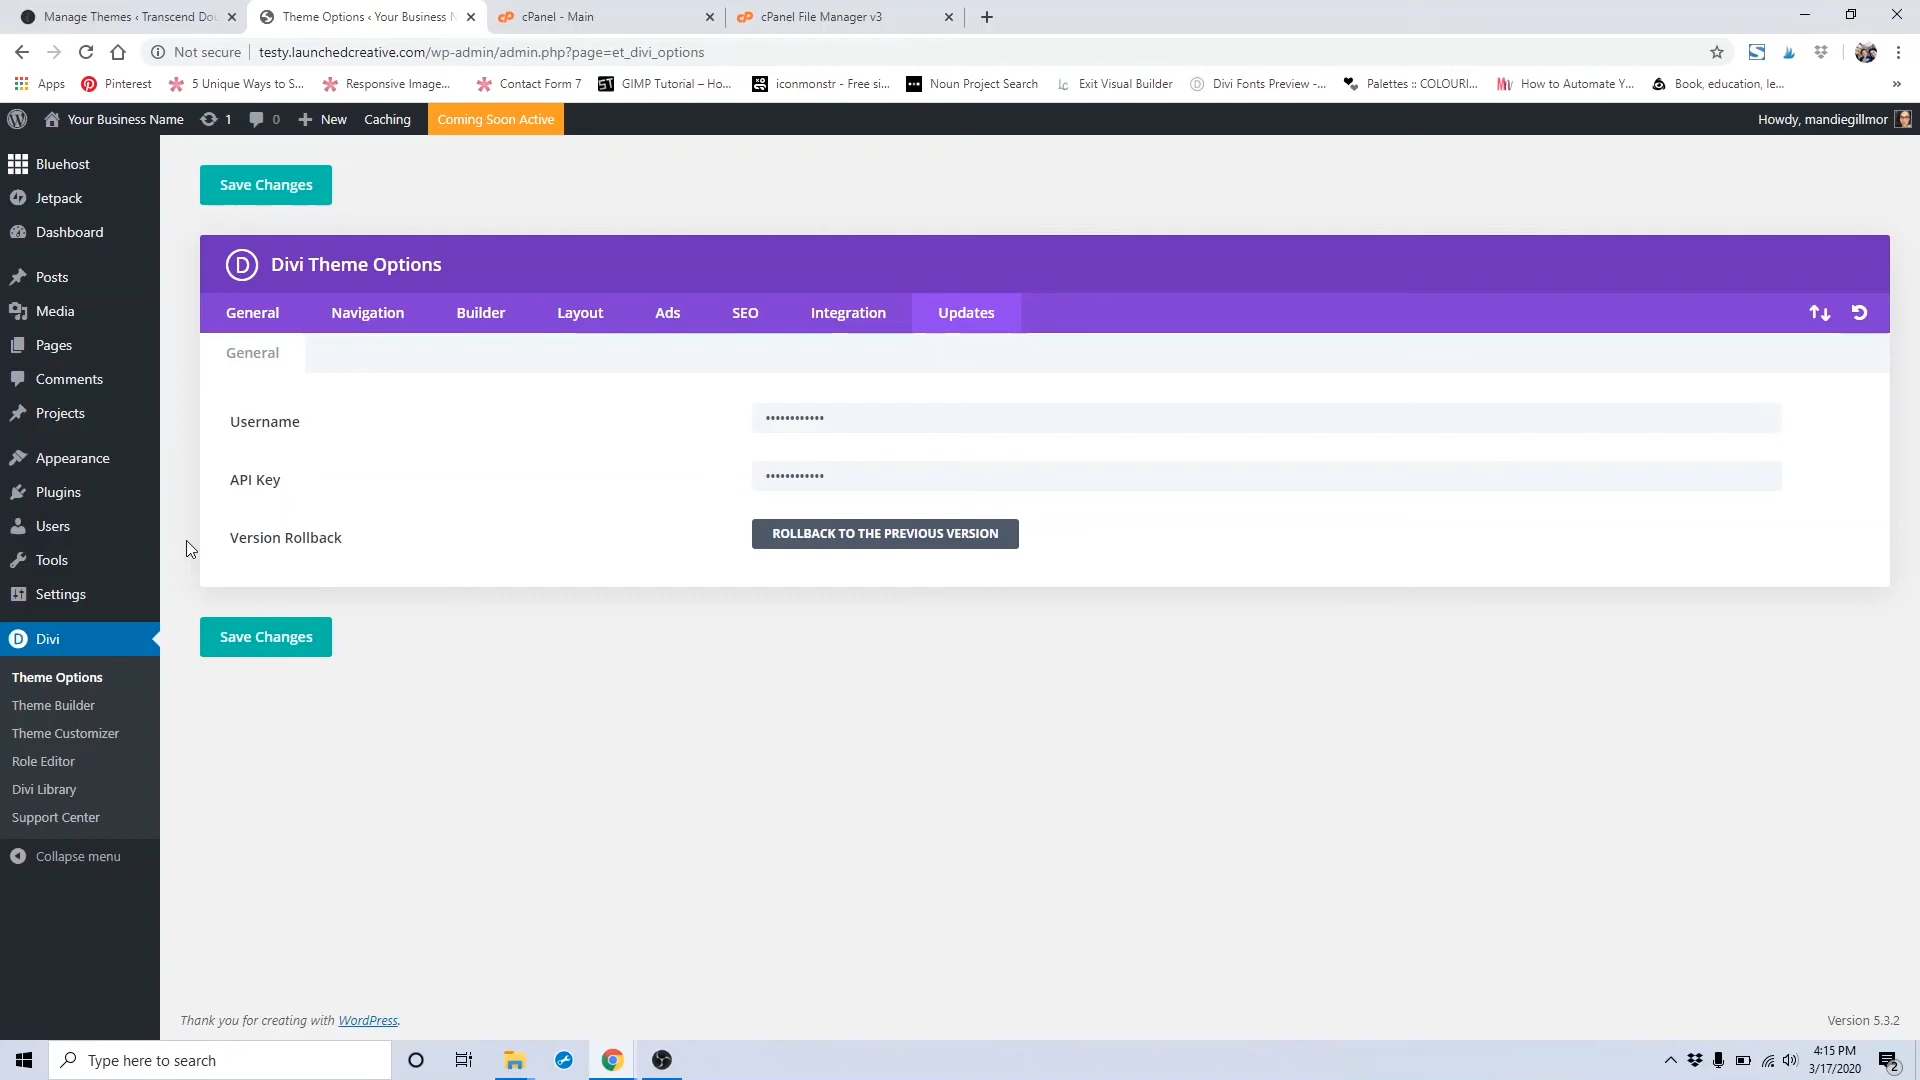 Manage Themes ‹ Transcend Dou
Theme Options ‹ Your Business N
cPanel - Main
cPanel File Manager v3
Not secure
testy.launchedcreative.com/wp-admin/admin.php?page=et_divi_options
Apps
Pinterest
5 Unique Ways to S...
Responsive Image...
Contact Form 7
GIMP Tutorial – Ho...
iconmonstr - Free si...
Noun Project Search
Exit Visual Builder
Divi Fonts Preview -...
Palettes :: COLOURI...
How to Automate Y...
Book, education, le...
»
Your Business Name
1
0
New
Caching
Coming Soon Active
Howdy, mandiegillmor
Bluehost
Jetpack
Dashboard
Posts
Media
Pages
Comments
Projects
Appearance
Plugins
Users
Tools
Settings
Divi
Theme Options
Theme Builder
Theme Customizer
Role Editor
Divi Library
Support Center
Collapse menu
Save Changes
Divi Theme Options
General
Navigation
Builder
Layout
Ads
SEO
Integration
Updates
General
Username
••••••••••••
API Key
••••••••••••
Version Rollback
ROLLBACK TO THE PREVIOUS VERSION
Save Changes
Thank you for creating with WordPress.
Version 5.3.2
Type here to search
4:15 PM
3/17/2020
2